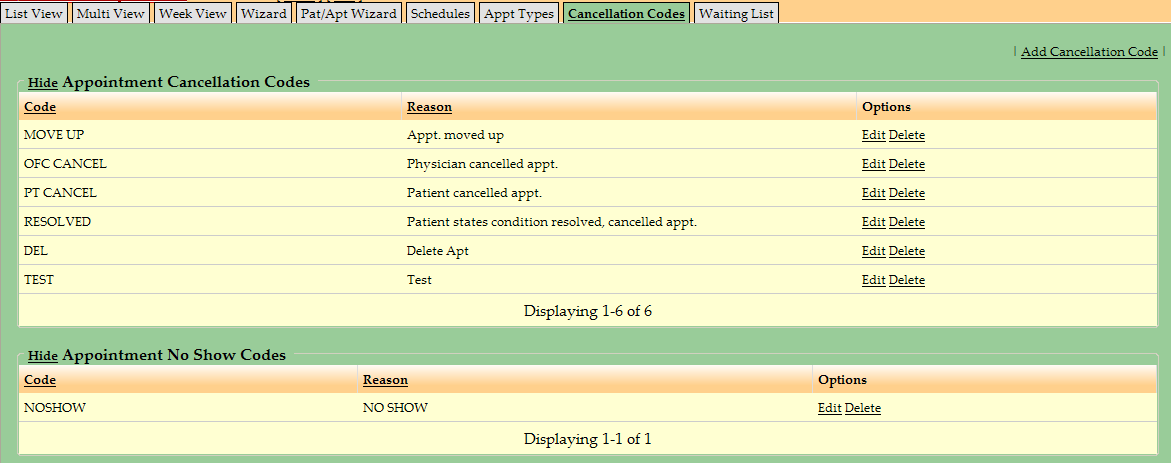 List View Multi View Week View Wizard Pat/Apt Wizard Schedules Appt Types Cancellation Codes Waiting List
| Add Cancellation Code |
Hide Appointment Cancellation Codes
Code Reason Options
MOVE UP Appt. moved up Edit Delete
OFC CANCEL Physician cancelled appt. Edit Delete
PT CANCEL Patient cancelled appt. Edit Delete
RESOLVED Patient states condition resolved, cancelled appt. Edit Delete
DEL Delete Apt Edit Delete
TEST Test Edit Delete
Displaying 1-6 of 6
Hide Appointment No Show Codes
Code Reason Options
NOSHOW NO SHOW Edit Delete
Displaying 1-1 of 1